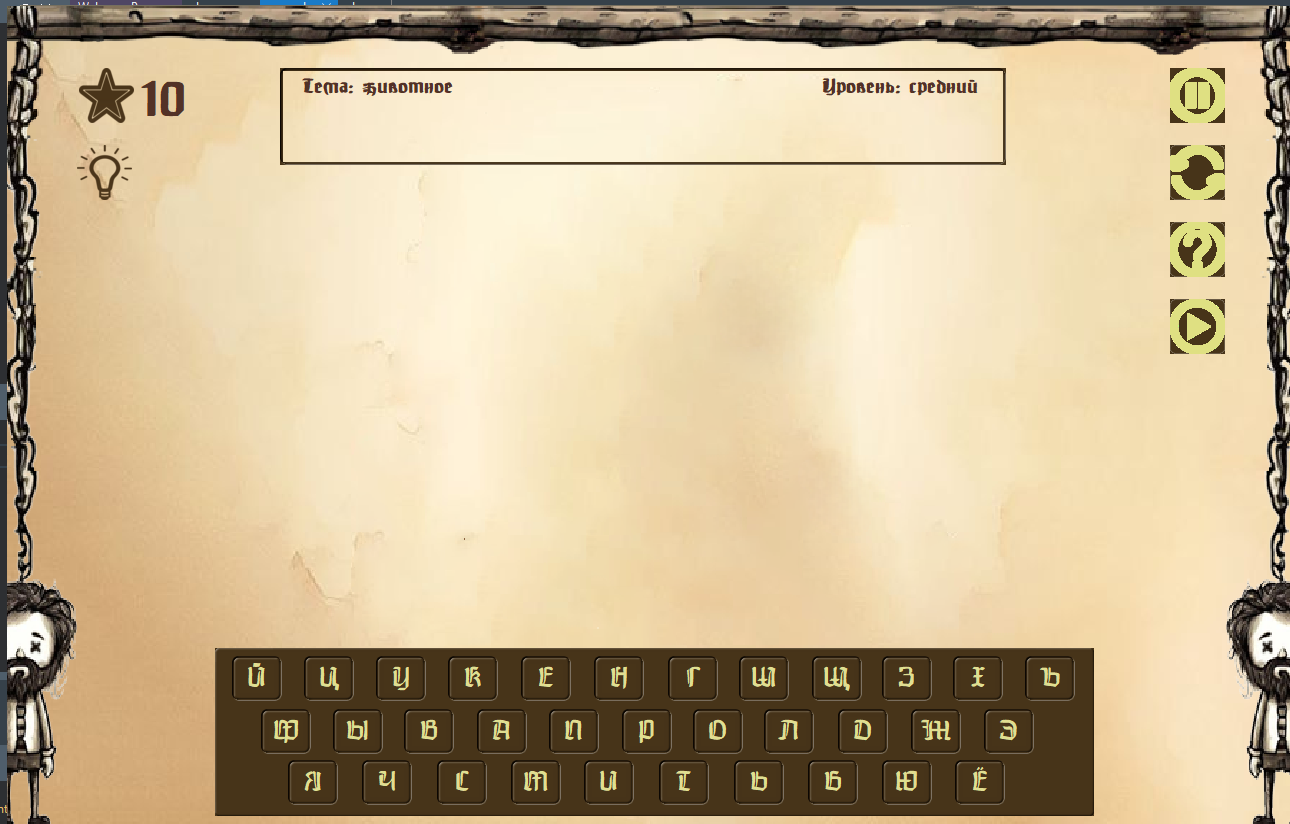 10
Тема: животное
Уровень: средний
Й Ц У К Е Н Г Ш Щ З Х Ъ
Ф Ы В А П Р О Л Д Ж Э
Я Ч С М И Т Ь Б Ю Ё